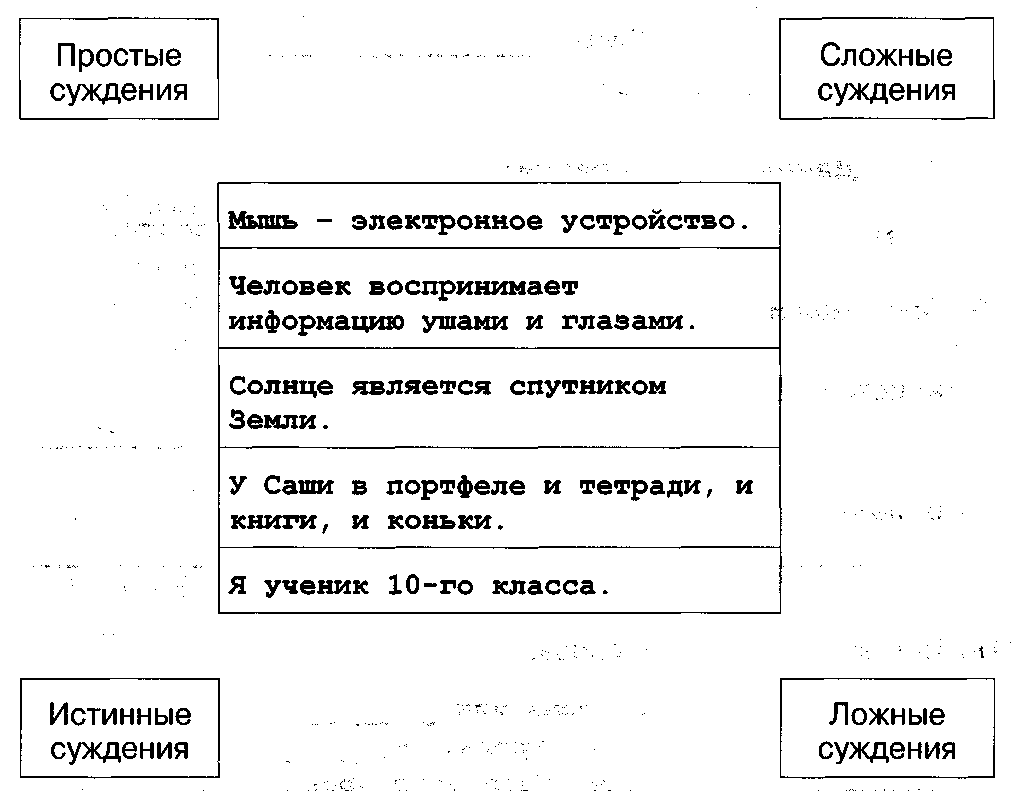 Простые
суждения
Сложные
суждения
Мышь – электронное устройство.
Человек воспринимает
информацию ушами и глазами.
Солнце является спутником
Земли.
У Саши в портфеле и тетради, и
книги, и коньки.
Я ученик 10-го класса.
Истинные
суждения
Ложные
суждения